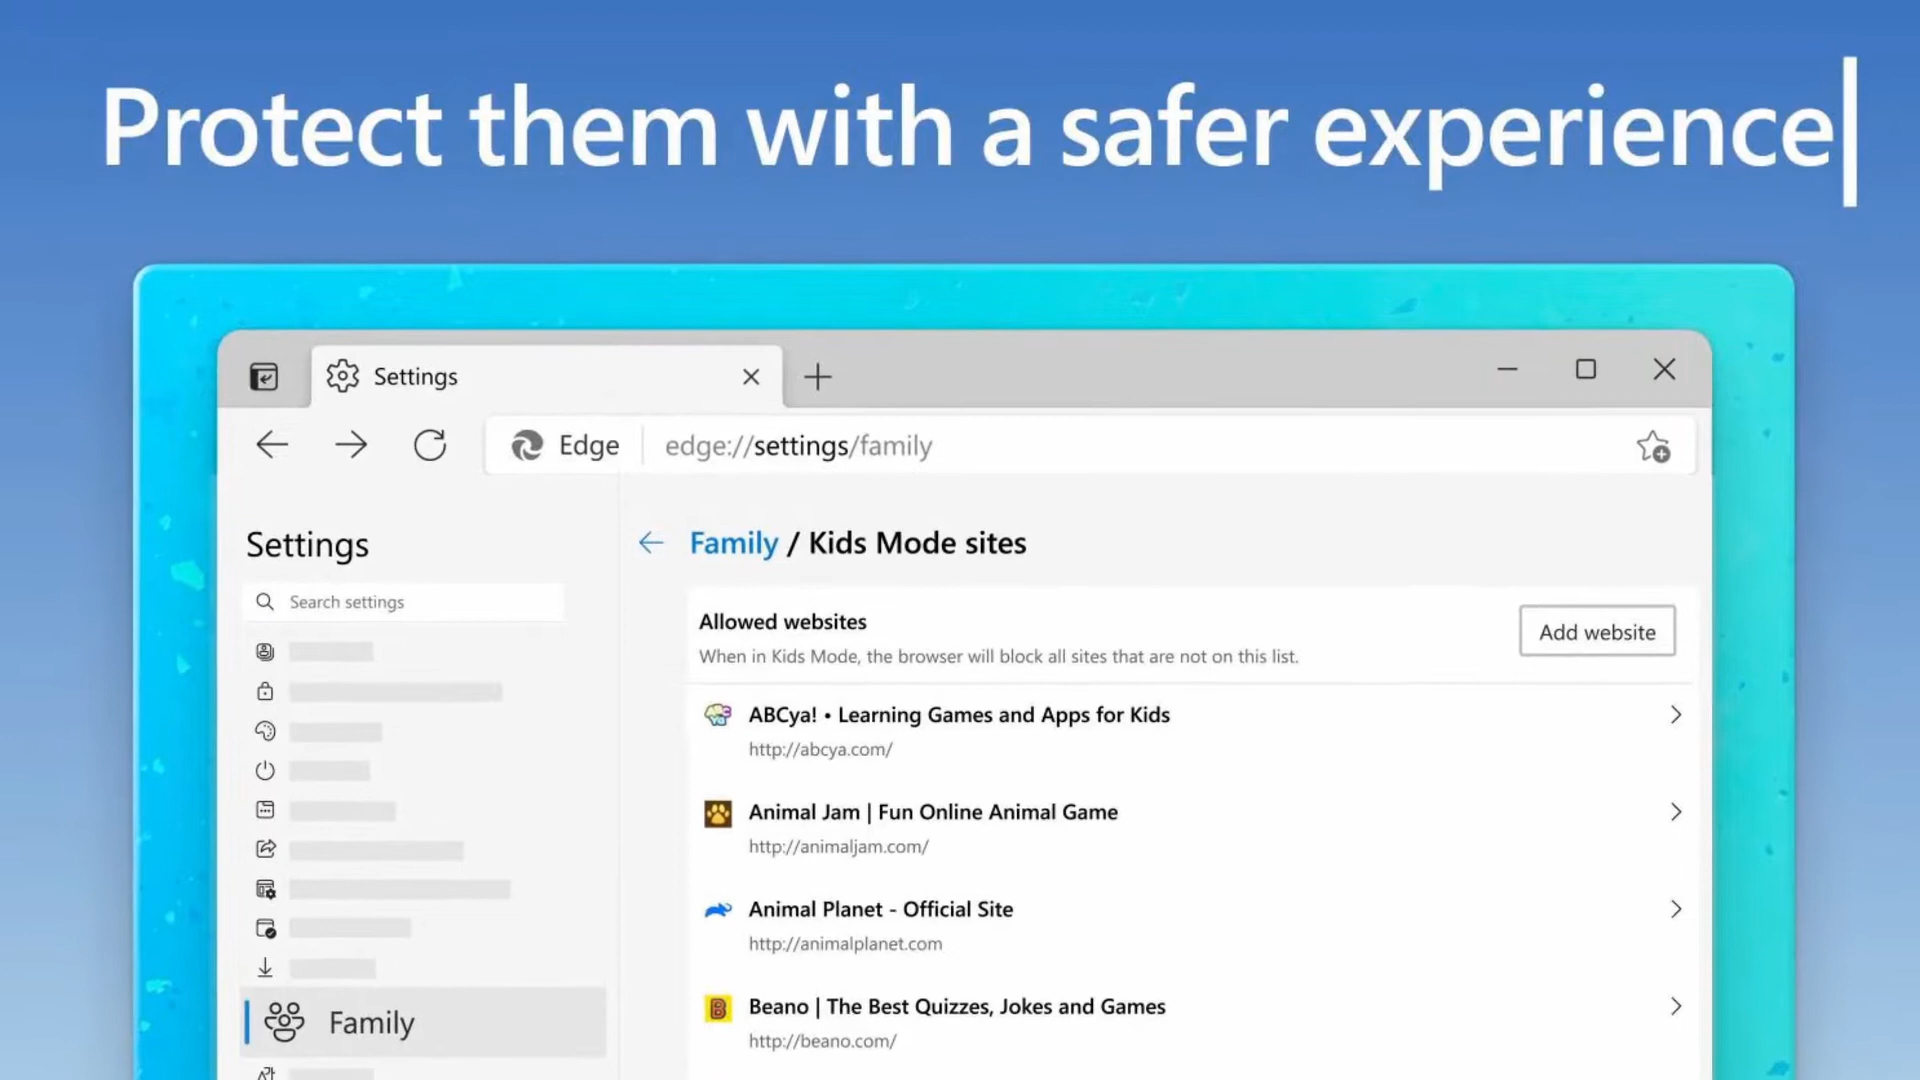 Protect them with a safer experience
Settings
Edge
edge://settings/family
Settings
Search settings
Family
Family / Kids Mode sites
Allowed websites
When in Kids Mode, the browser will block all sites that are not on this list.
Add website
ABCya! • Learning Games and Apps for Kids
http://abcya.com/
Animal Jam | Fun Online Animal Game
http://animaljam.com/
Animal Planet - Official Site
http://animalplanet.com
Beano | The Best Quizzes, Jokes and Games
http://beano.com/